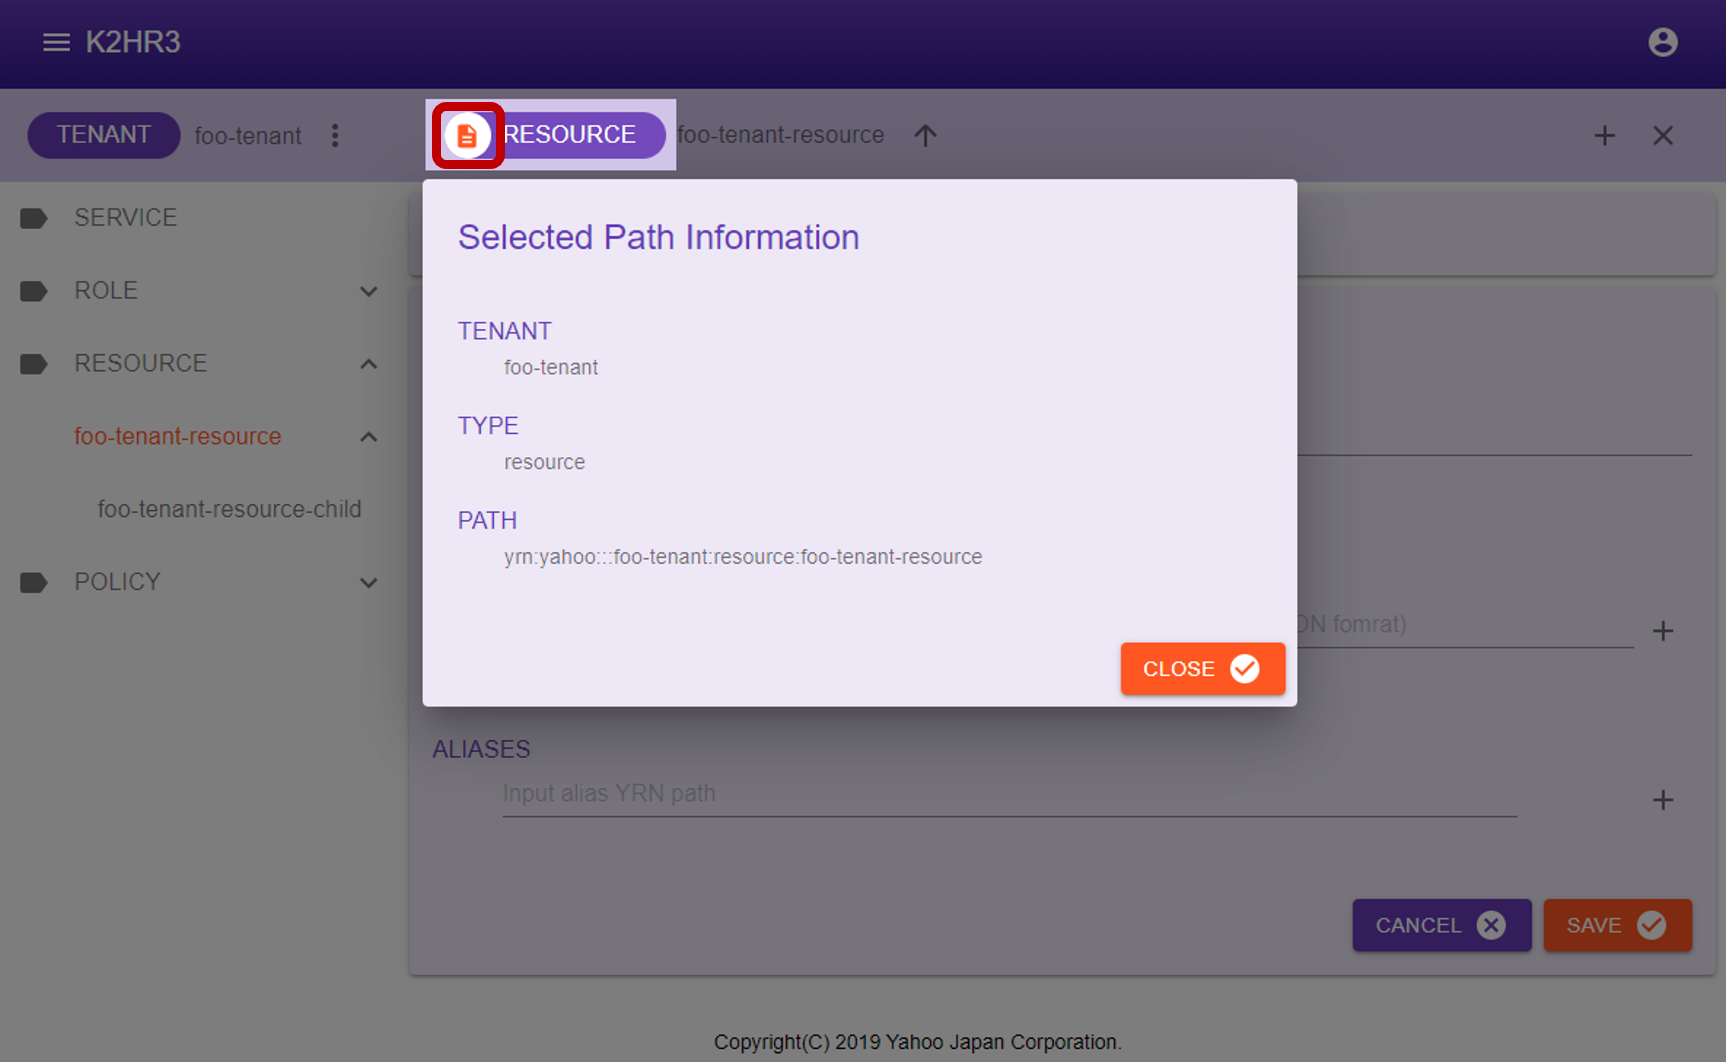 K2HR3
TENANT foo-tenant RESOURCE foo-tenant-resource
SERVICE
ROLE
RESOURCE
foo-tenant-resource
foo-tenant-resource-child
POLICY
Selected Path Information
TENANT
foo-tenant
TYPE
resource
PATH
yrn:yahoo:::foo-tenant:resource:foo-tenant-resource
CLOSE
ON fomrat)
ALIASES
Input alias YRN path
CANCEL SAVE
Copyright(C) 2019 Yahoo Japan Corporation.